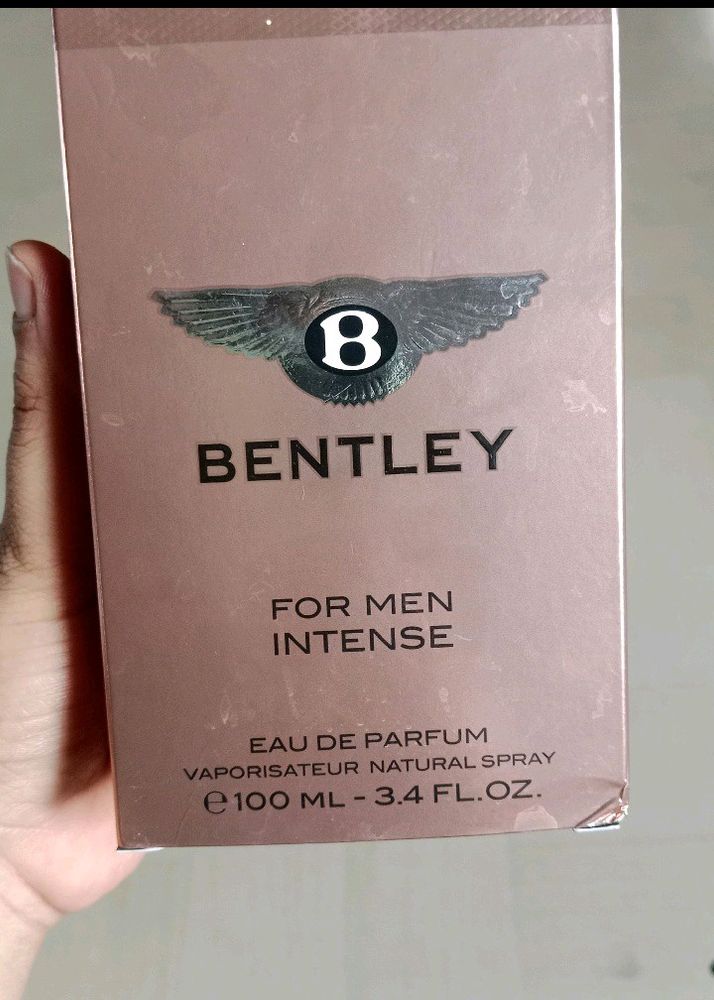 B
BENTLEY
FOR MEN
INTENSE
EAU DE PARFUM
VAPORISATEUR NATURAL SPRAY
℮100 ML - 3.4 FL.OZ.